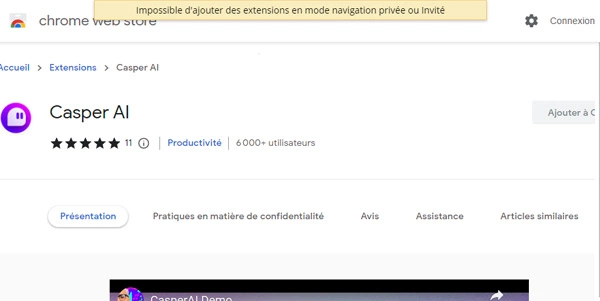 Impossible d'ajouter des extensions en mode navigation privée ou Invité
chrome web store
Connexion
Accueil > Extensions > Casper AI
Casper AI
11 Productivité 6 000+ utilisateurs
Ajouter à C
Présentation Pratiques en matière de confidentialité Avis Assistance Articles similaires
CasperAI Demo